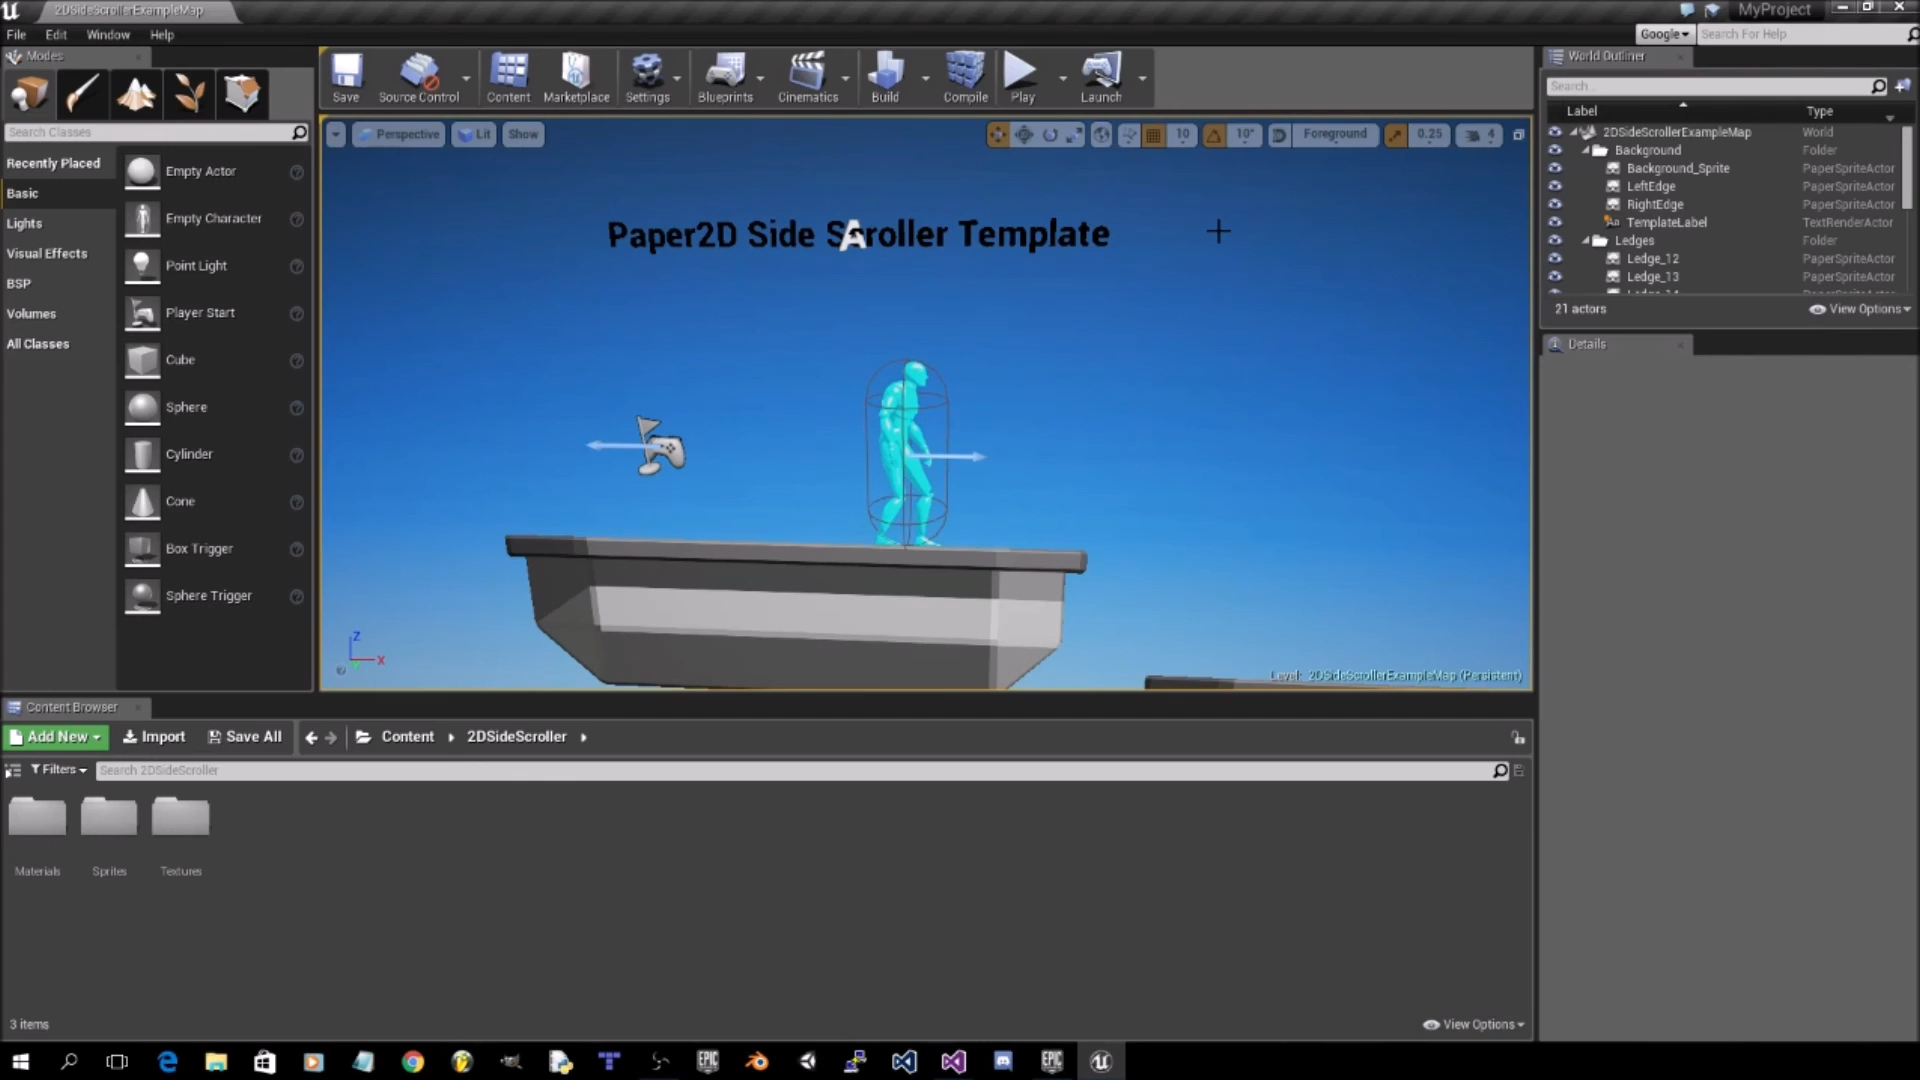 2DSideScrollerExampleMap
MyProject
File Edit Window Help
Google
Search For Help
Modes
Save
Source Control
Content
Marketplace
Settings
Blueprints
Cinematics
Build
Compile
Play
Launch
World Outliner
Search...
Label Type
2DSideScrollerExampleMap World
Background Folder
Background_Sprite PaperSpriteActor
LeftEdge PaperSpriteActor
RightEdge PaperSpriteActor
TemplateLabel TextRenderActor
Ledges Folder
Ledge_12 PaperSpriteActor
Ledge_13 PaperSpriteActor
21 actors
View Options
Details
Search Classes
Recently Placed
Basic
Lights
Visual Effects
BSP
Volumes
All Classes
Empty Actor
Empty Character
Point Light
Player Start
Cube
Sphere
Cylinder
Cone
Box Trigger
Sphere Trigger
Perspective
Lit
Show
10
10°
Foreground
0.25
4
Paper2D Side Scroller Template
A
Z
X
Level: 2DSideScrollerExampleMap (Persistent)
Content Browser
Add New
Import
Save All
Content
2DSideScroller
Filters
Search 2DSideScroller
Materials
Sprites
Textures
3 items
View Options
EPIC
EPIC